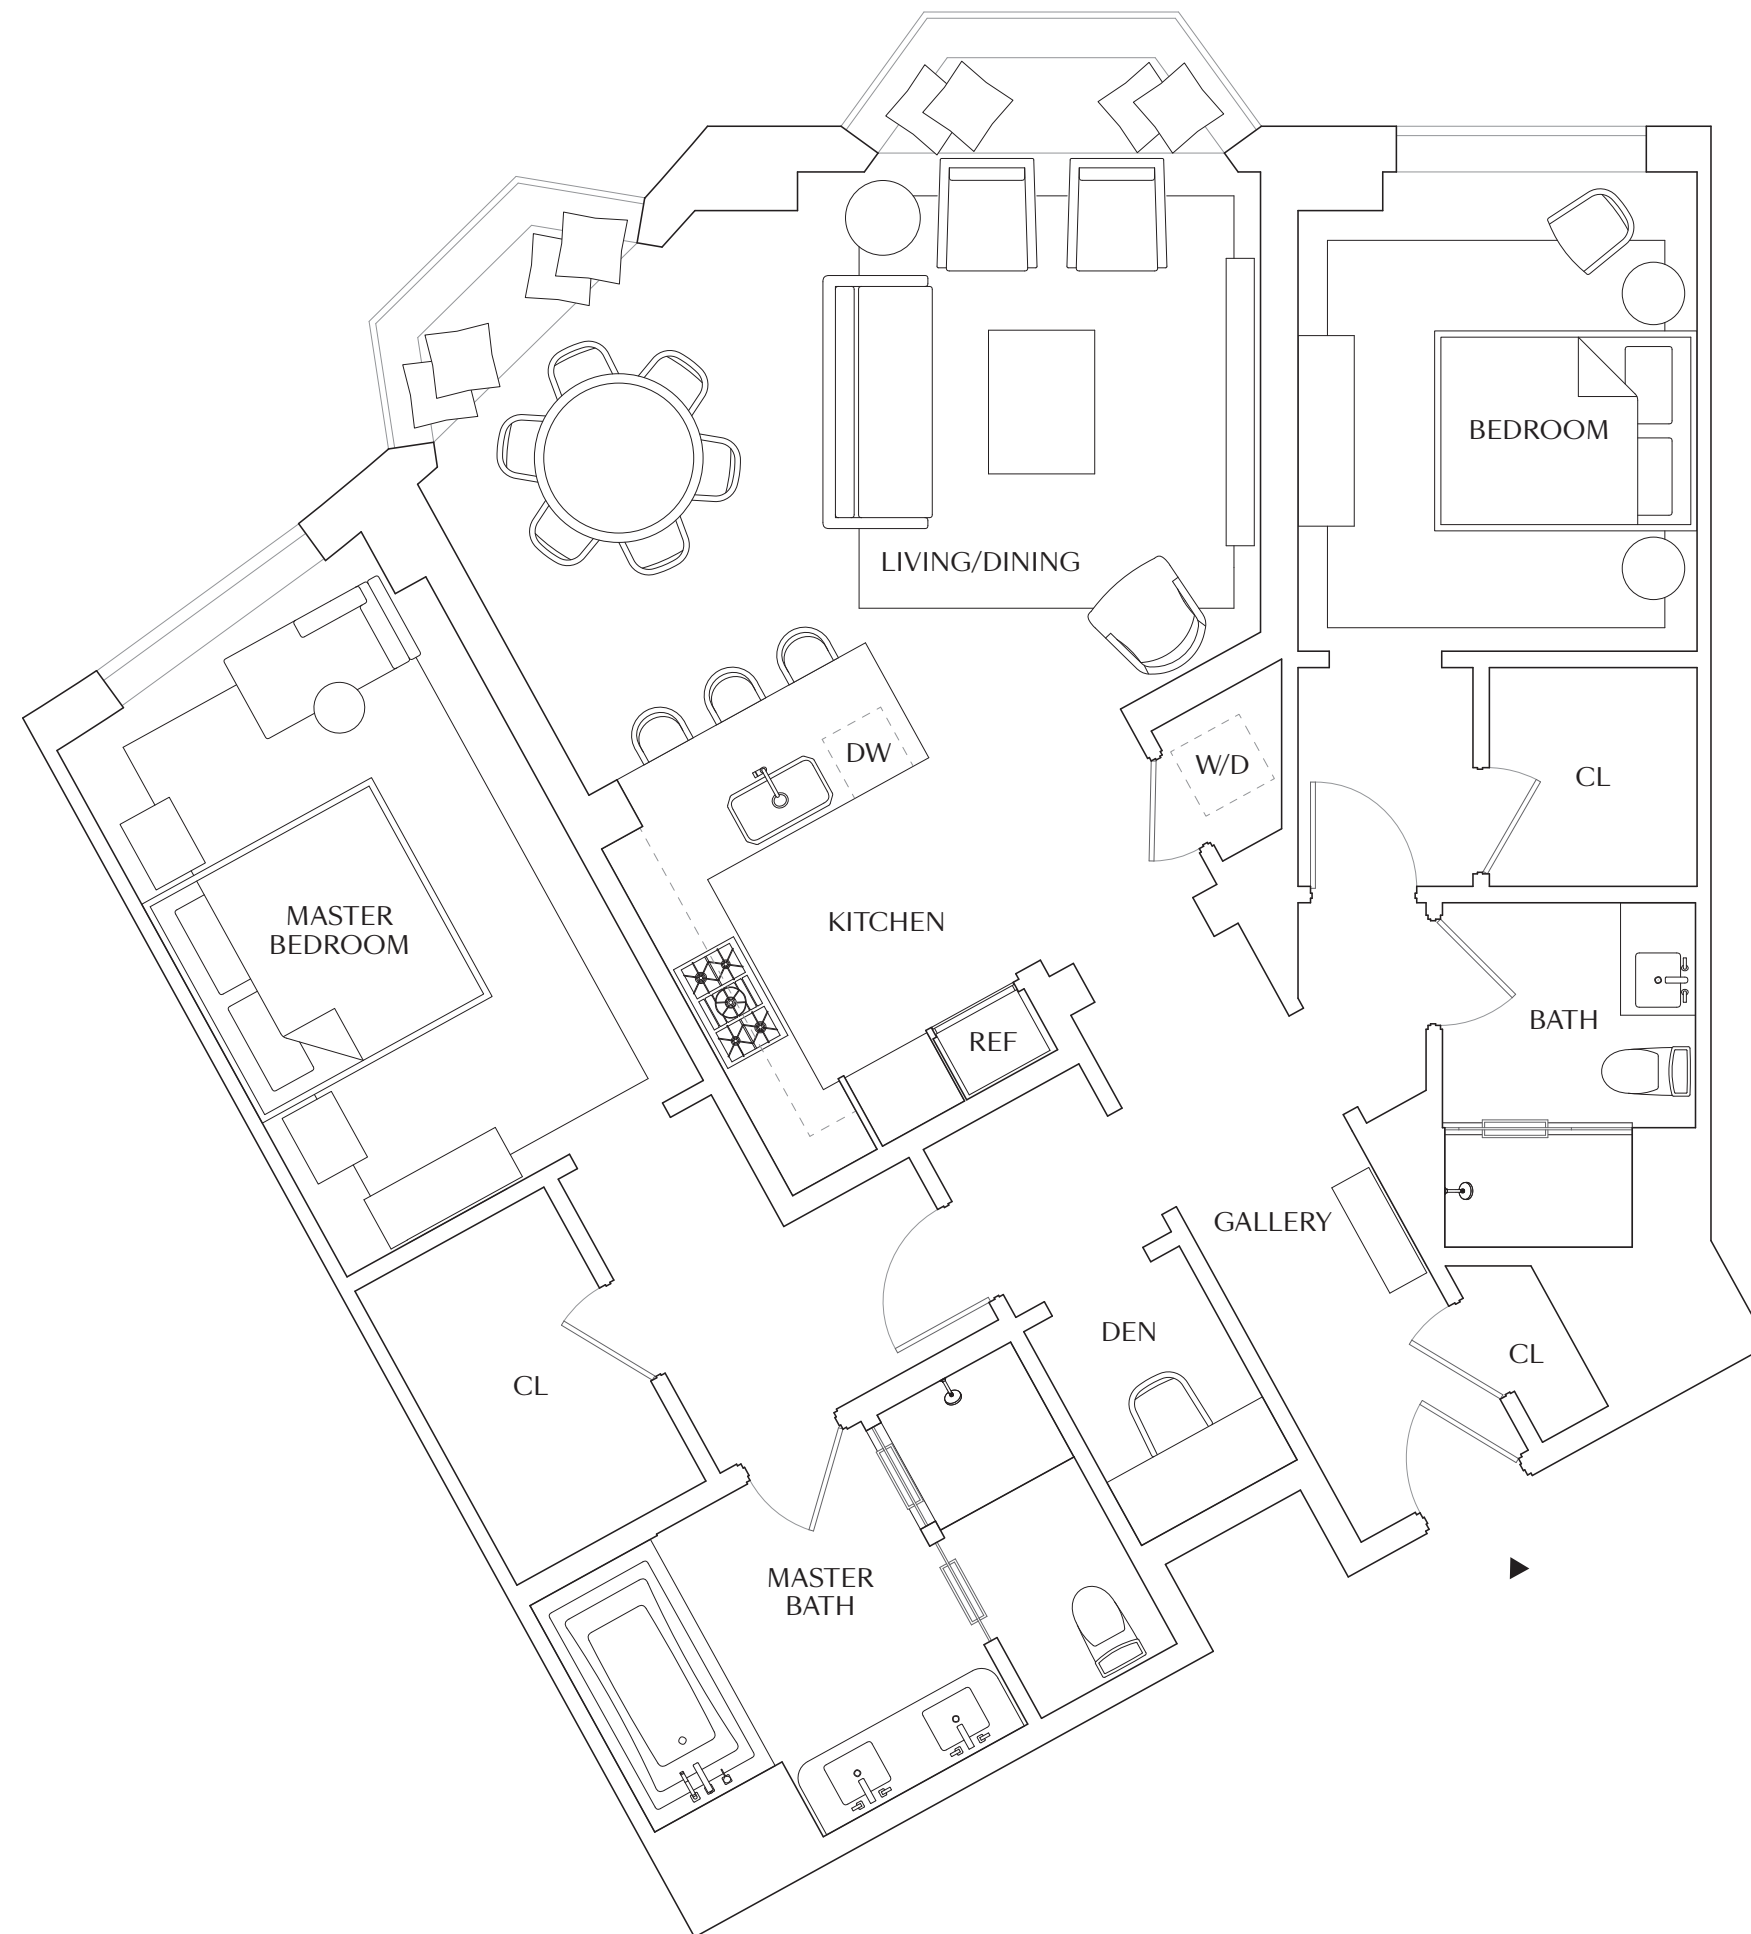 BEDROOM
LIVING/DINING
DW
W/D
CL
MASTER
BEDROOM
KITCHEN
REF
BATH
GALLERY
DEN
CL
CL
MASTER
BATH